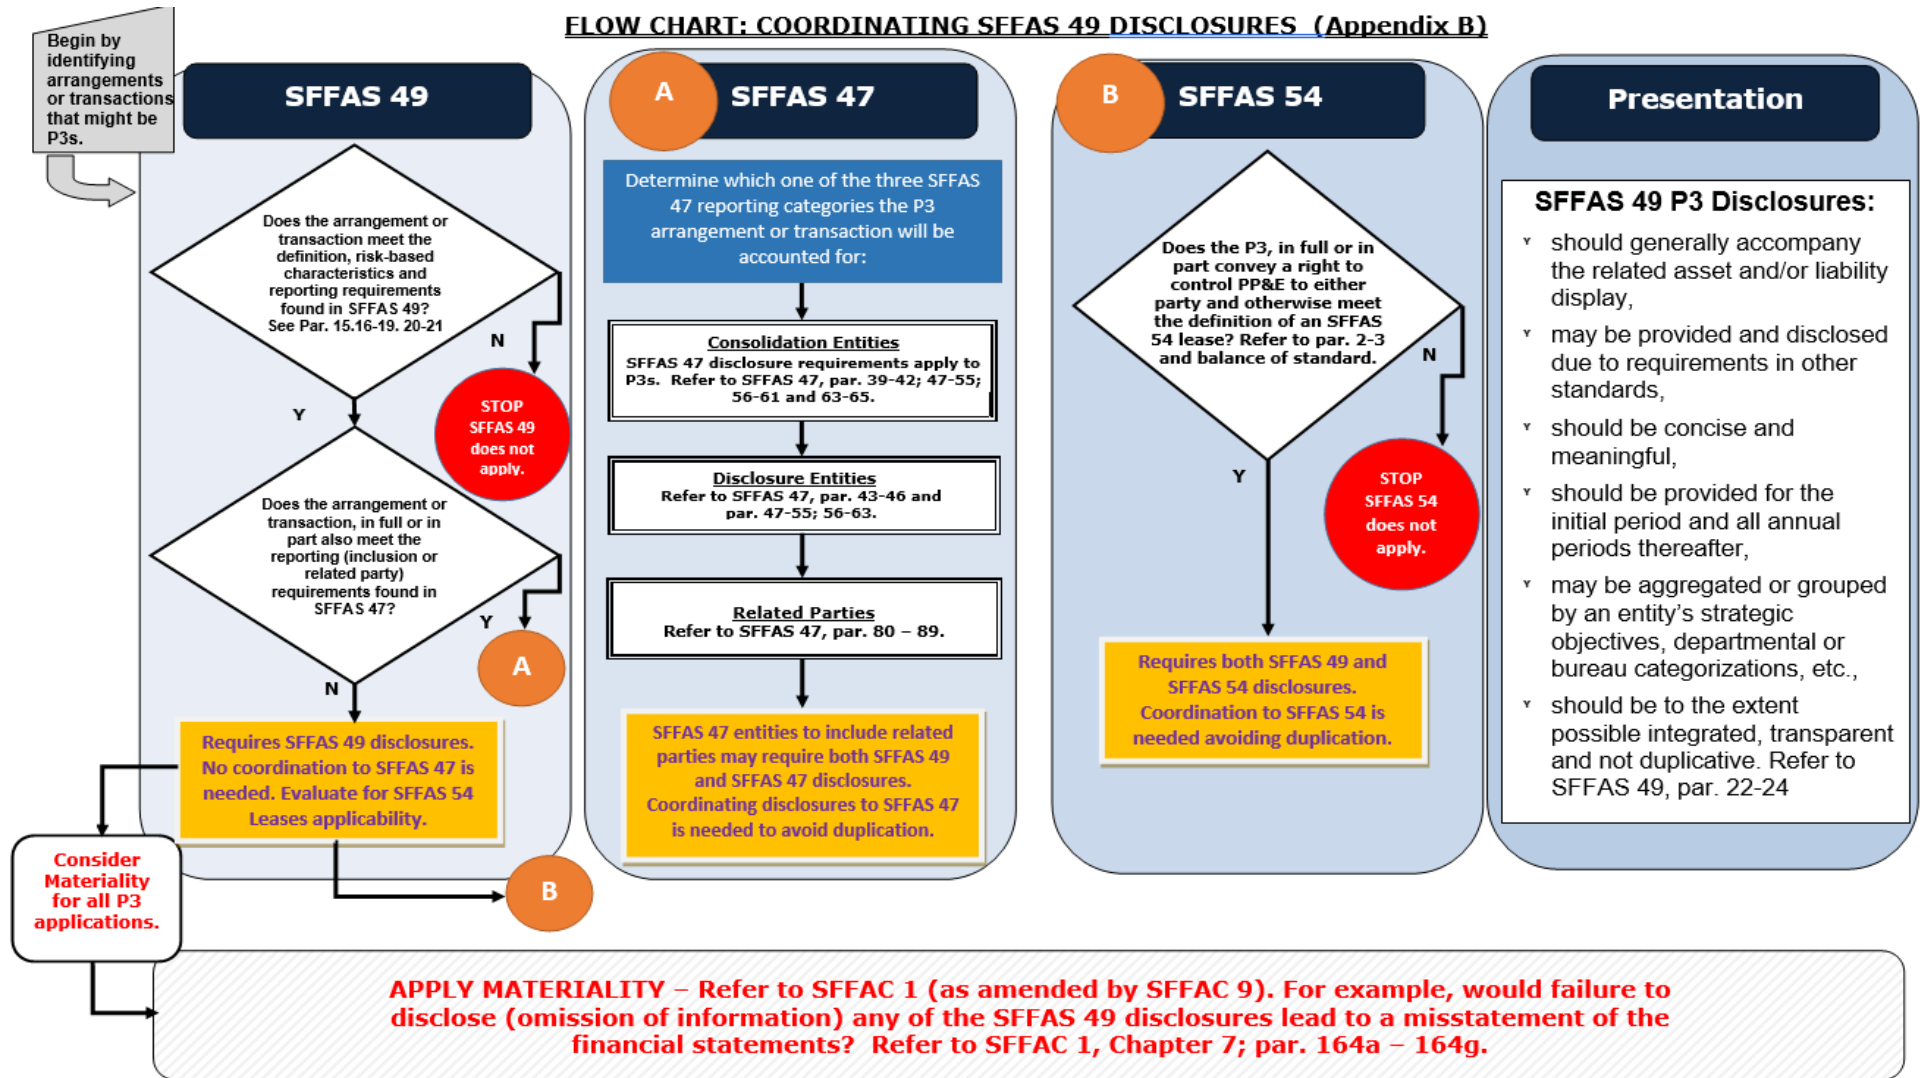 FLOW CHART: COORDINATING SFFAS 49 DISCLOSURES  (Appendix B)
Begin by
identifying
arrangements
or transactions
that might be
P3s.
SFFAS 49
Does the arrangement or
transaction meet the
definition, risk-based
characteristics and
reporting requirements
found in SFFAS 49?
See Par. 15.16-19. 20-21
N
STOP
SFFAS 49
does not
apply.
Y
Does the arrangement or
transaction, in full or in
part also meet the
reporting (inclusion or
related party)
requirements found in
SFFAS 47?
Y
A
N
Requires SFFAS 49 disclosures.
No coordination to SFFAS 47 is
needed. Evaluate for SFFAS 54
Leases applicability.
B
Consider
Materiality
for all P3
applications.
A
SFFAS 47
Determine which one of the three SFFAS
47 reporting categories the P3
arrangement or transaction will be
accounted for:
Consolidation Entities
SFFAS 47 disclosure requirements apply to
P3s.  Refer to SFFAS 47, par. 39-42; 47-55;
56-61 and 63-65.
Disclosure Entities
Refer to SFFAS 47, par. 43-46 and
par. 47-55; 56-63.
Related Parties
Refer to SFFAS 47, par. 80 – 89.
SFFAS 47 entities to include related
parties may require both SFFAS 49
and SFFAS 47 disclosures.
Coordinating disclosures to SFFAS 47
is needed to avoid duplication.
B
SFFAS 54
Does the P3, in full or in
part convey a right to
control PP&E to either
party and otherwise meet
the definition of an SFFAS
54 lease? Refer to par. 2-3
and balance of standard.
N
STOP
SFFAS 54
does not
apply.
Y
Requires both SFFAS 49 and
SFFAS 54 disclosures.
Coordination to SFFAS 54 is
needed avoiding duplication.
Presentation
SFFAS 49 P3 Disclosures:
Y should generally accompany
the related asset and/or liability
display,
Y may be provided and disclosed
due to requirements in other
standards,
Y should be concise and
meaningful,
Y should be provided for the
initial period and all annual
periods thereafter,
Y may be aggregated or grouped
by an entity's strategic
objectives, departmental or
bureau categorizations, etc.,
Y should be to the extent
possible integrated, transparent
and not duplicative. Refer to
SFFAS 49, par. 22-24
APPLY MATERIALITY – Refer to SFFAC 1 (as amended by SFFAC 9). For example, would failure to
disclose (omission of information) any of the SFFAS 49 disclosures lead to a misstatement of the
financial statements?  Refer to SFFAC 1, Chapter 7; par. 164a – 164g.